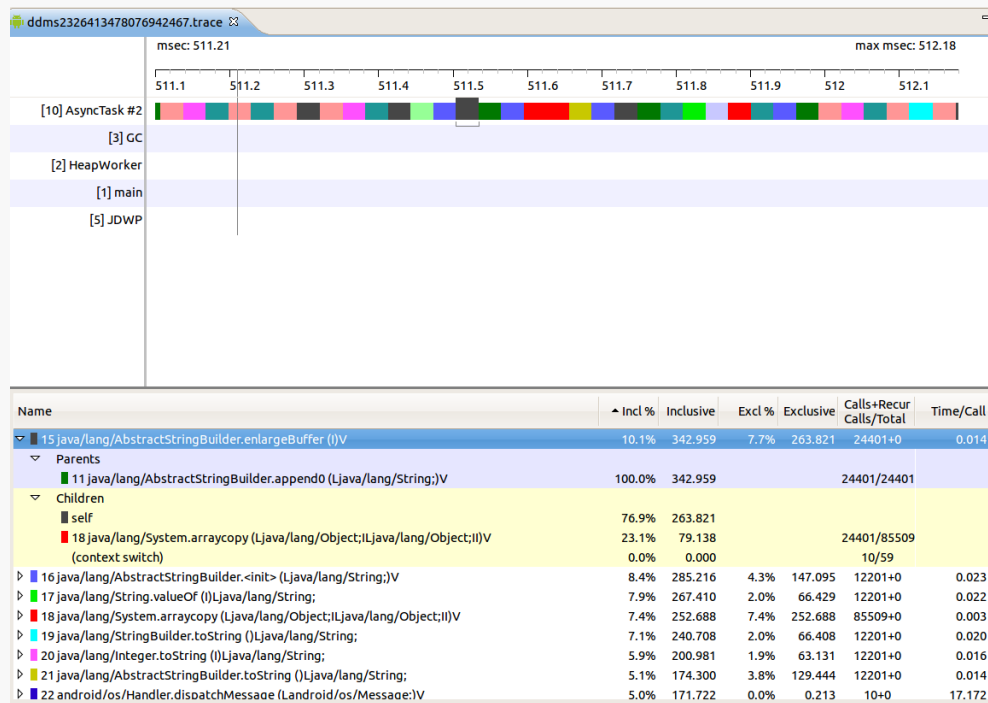 ddms2326413478076942467.trace
msec: 511.21 max msec: 512.18
511.1 511.2 511.3 511.4 511.5 511.6 511.7 511.8 511.9 512 512.1
[10] AsyncTask #2
[3] GC
[2] HeapWorker
[1] main
[5] JDWP
Name Incl % Inclusive Excl % Exclusive Calls+Recur Calls/Total Time/Call
15 java/lang/AbstractStringBuilder.enlargeBuffer (I)V 10.1% 342.959 7.7% 263.821 24401+0 0.014
Parents
11 java/lang/AbstractStringBuilder.append0 (Ljava/lang/String;)V 100.0% 342.959 24401/24401
Children
self 76.9% 263.821
18 java/lang/System.arraycopy (Ljava/lang/Object;ILjava/lang/Object;II)V 23.1% 79.138 24401/85509
(context switch) 0.0% 0.000 10/59
16 java/lang/AbstractStringBuilder.<init> (Ljava/lang/String;)V 8.4% 285.216 4.3% 147.095 12201+0 0.023
17 java/lang/String.valueOf (I)Ljava/lang/String; 7.9% 267.410 2.0% 66.429 12201+0 0.022
18 java/lang/System.arraycopy (Ljava/lang/Object;ILjava/lang/Object;II)V 7.4% 252.688 7.4% 252.688 85509+0 0.003
19 java/lang/StringBuilder.toString ()Ljava/lang/String; 7.1% 240.708 2.0% 66.408 12201+0 0.020
20 java/lang/Integer.toString (I)Ljava/lang/String; 5.9% 200.981 1.9% 63.131 12201+0 0.016
21 java/lang/AbstractStringBuilder.toString ()Ljava/lang/String; 5.1% 174.300 3.8% 129.444 12201+0 0.014
22 android/os/Handler.dispatchMessage (Landroid/os/Message;)V 5.0% 171.722 0.0% 0.213 10+0 17.172